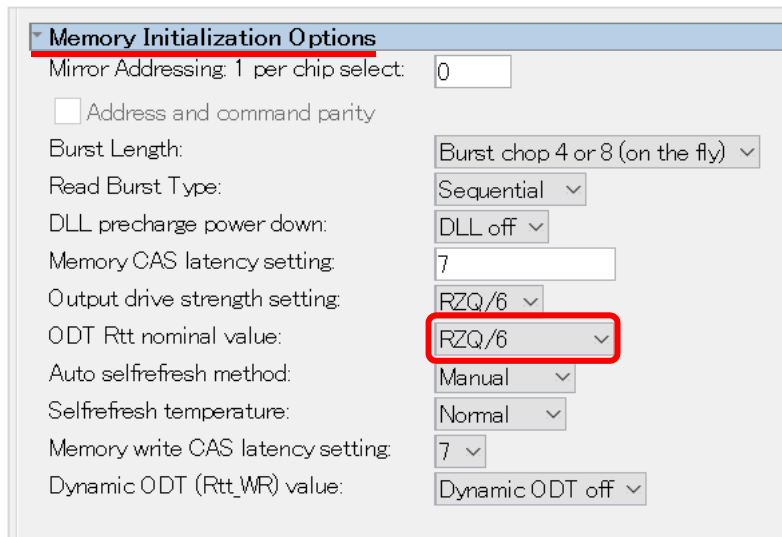 Memory Initialization Options
Mirror Addressing: 1 per chip select: 0
Address and command parity
Burst Length: Burst chop 4 or 8 (on the fly)
Read Burst Type: Sequential
DLL precharge power down: DLL off
Memory CAS latency setting: 7
Output drive strength setting: RZQ/6
ODT Rtt nominal value: RZQ/6
Auto selfrefresh method: Manual
Selfrefresh temperature: Normal
Memory write CAS latency setting: 7
Dynamic ODT (Rtt_WR) value: Dynamic ODT off